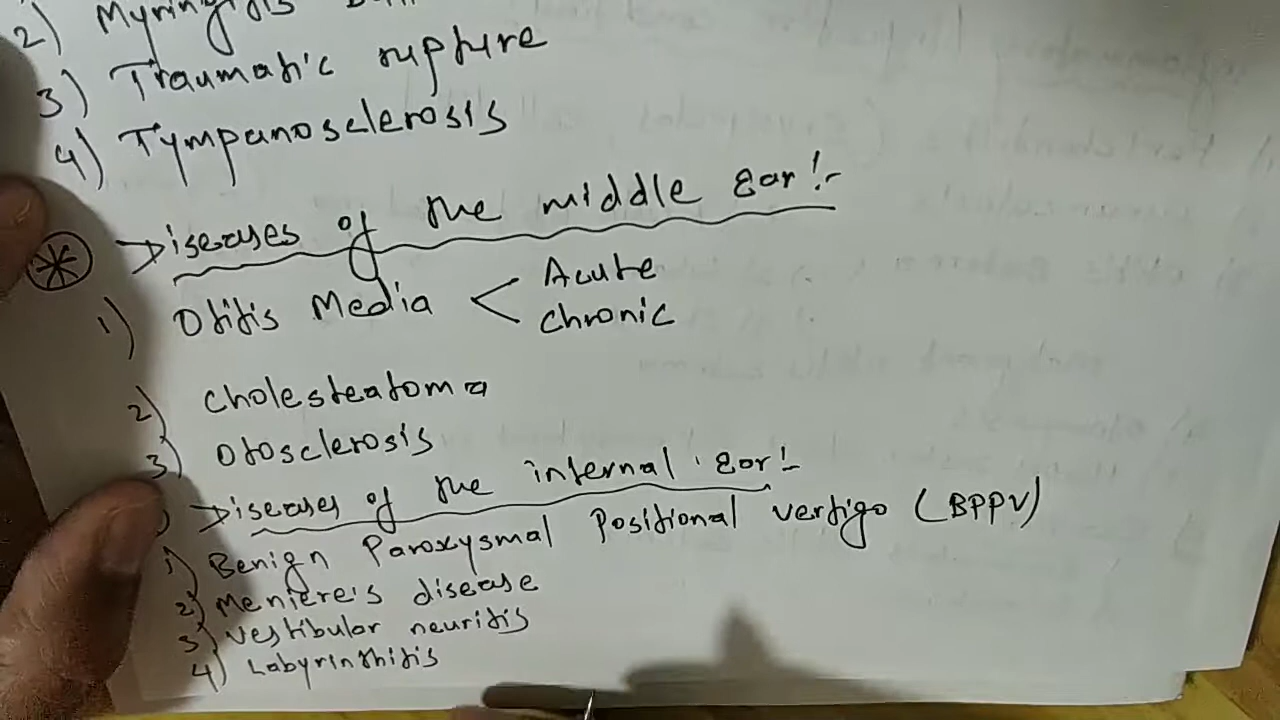 2)
3) Traumatic rupture
4) Tympanosclerosis
Diseases of the middle ear:-
1) Otitis Media < Acute
chronic
2) cholesteatoma
3) otosclerosis
Diseases of the internal ear:-
1) Benign Paroxysmal Positional vertigo (BPPV)
2) Meniere's disease
3) vestibular neuritis
4) Labyrinthitis